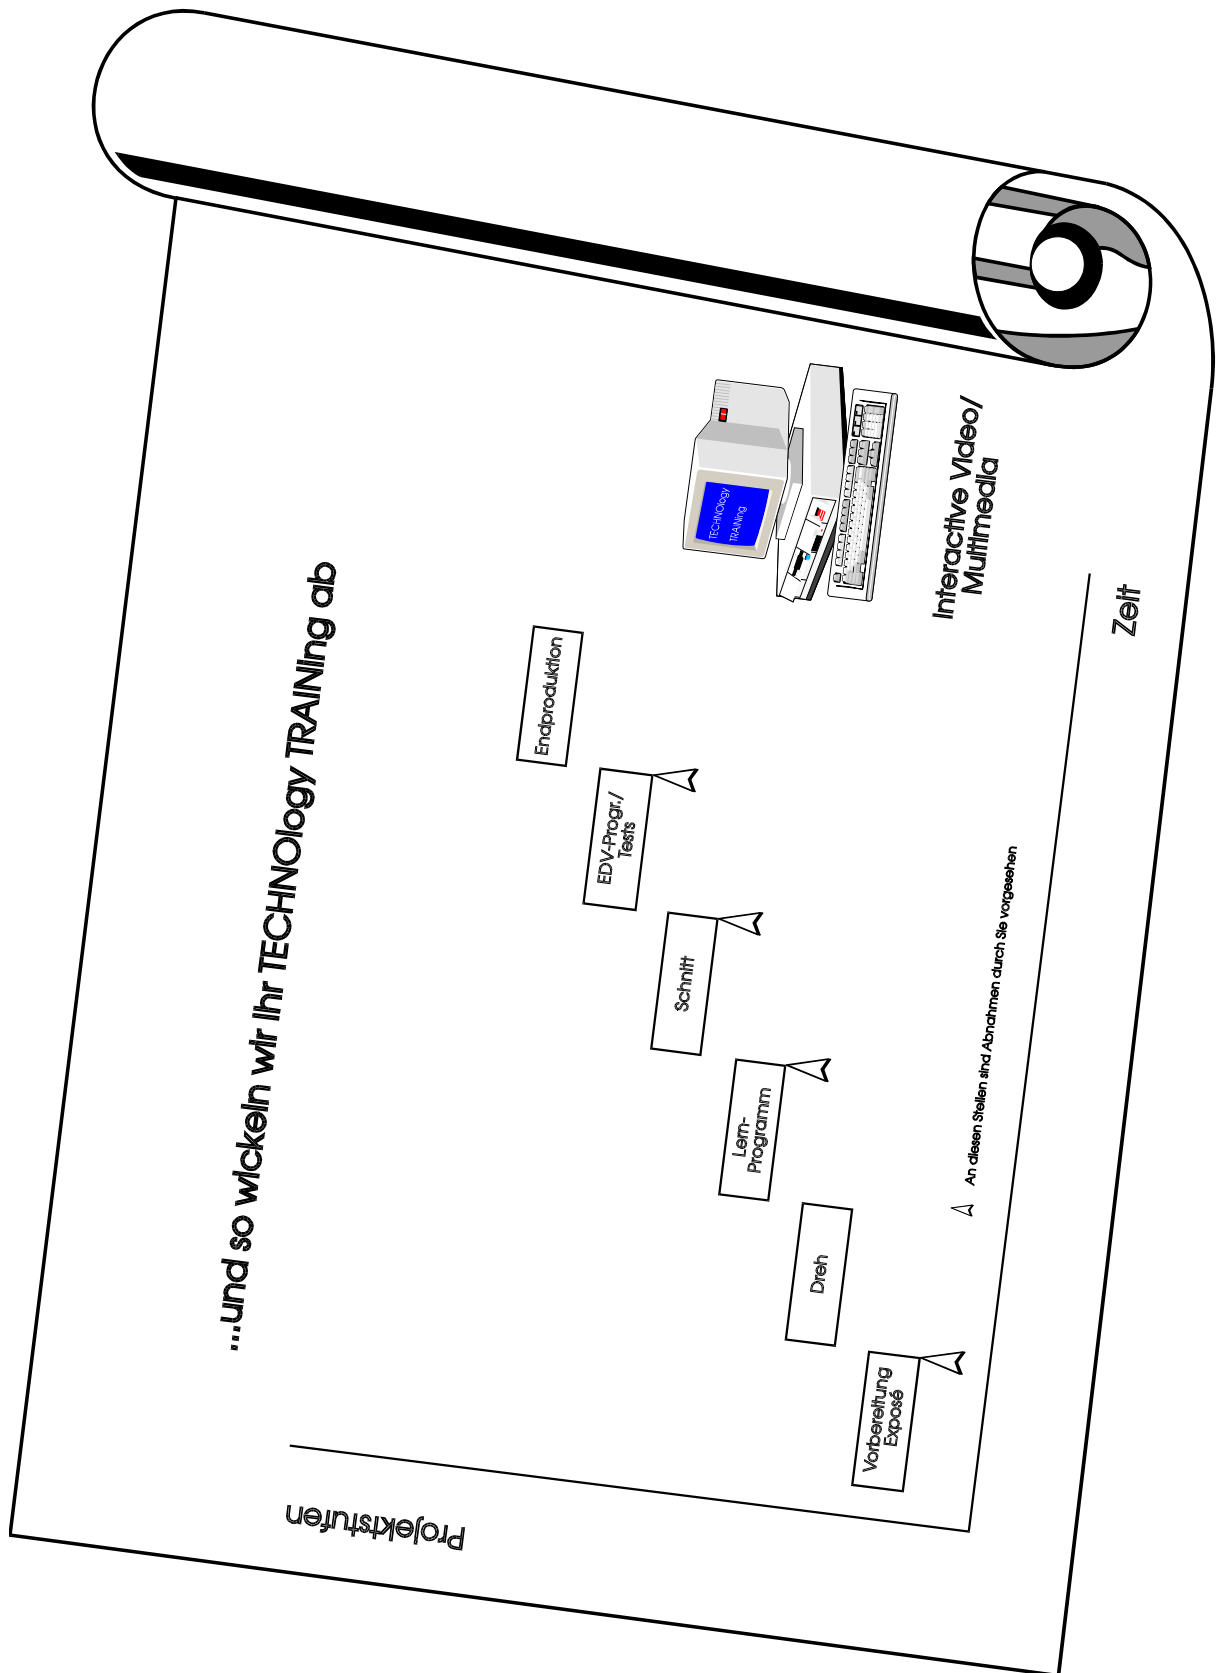 ...und so wickeln wir Ihr TECHNOlogy TRAINing ab
Projektstufen
Endproduktion
EDV-Progr./
Tests
Schnitt
Lern-
Programm
Dreh
Vorbereitung
Exposé
TECHNOlogy
TRAINing
Interactive Video/
Multimedia
An diesen Stellen sind Abnahmen durch Sie vorgesehen
Zeit